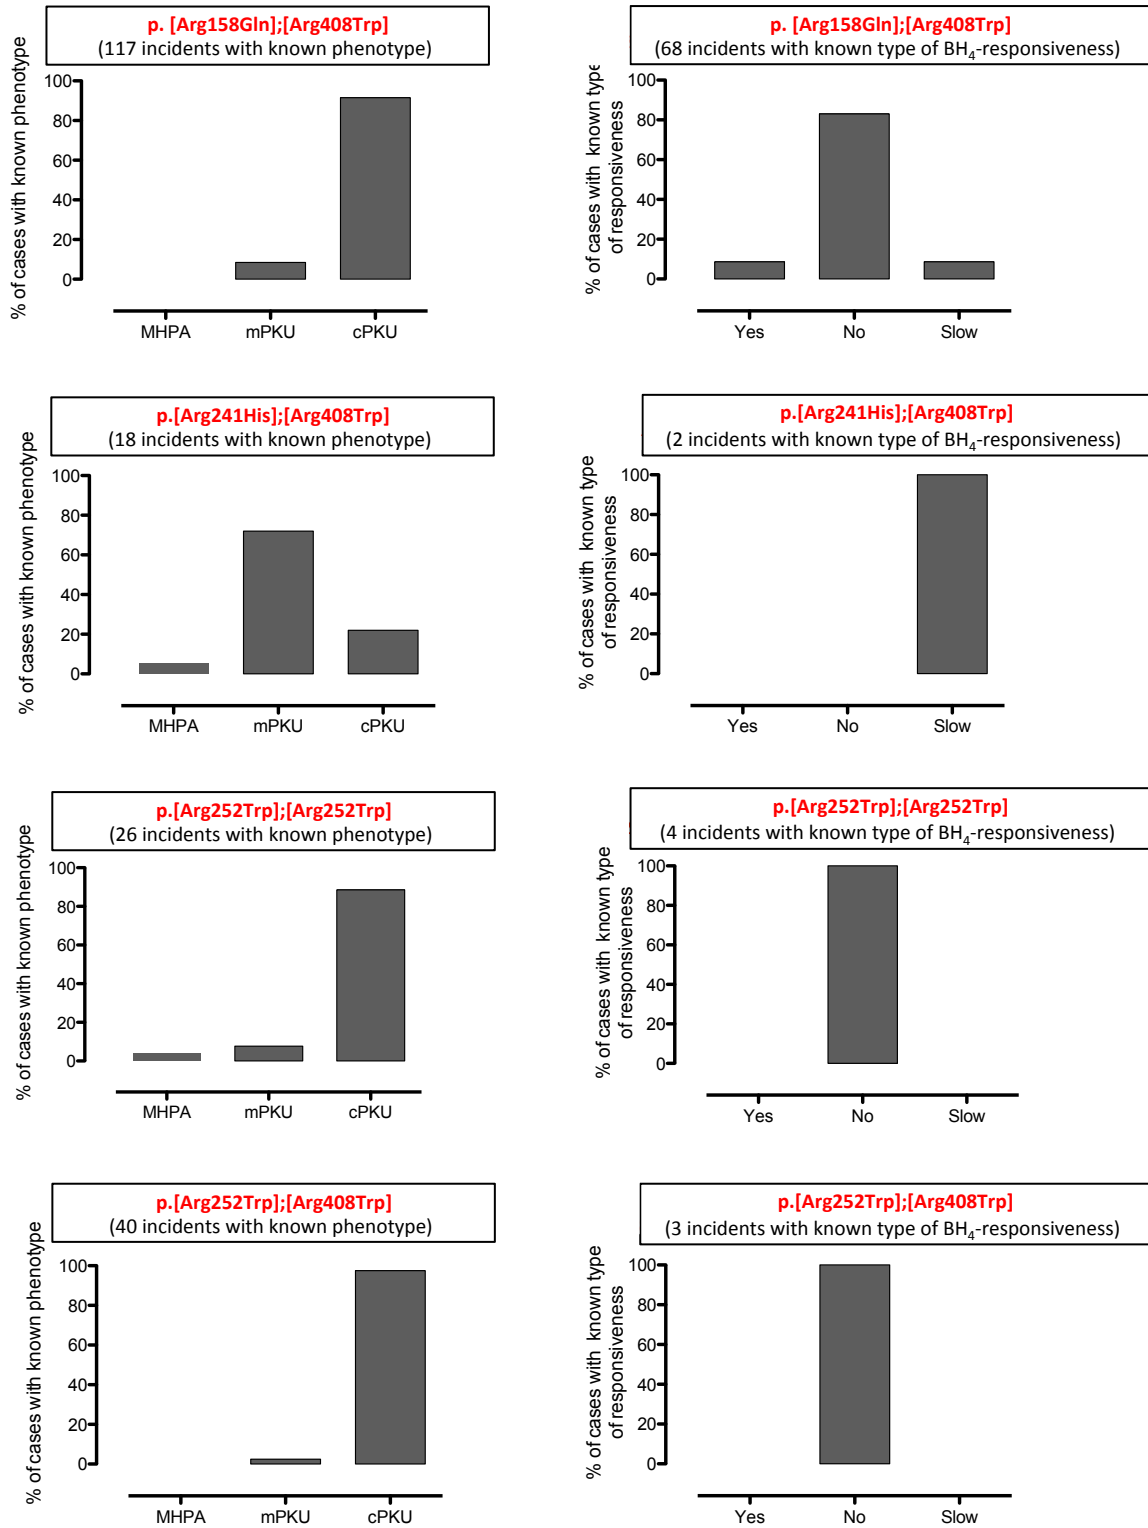 p. [Arg158Gln];[Arg408Trp]
(117 incidents with known phenotype)
% of cases with known phenotype
100
80
60
40
20
0
MHPA mPKU cPKU
p. [Arg158Gln];[Arg408Trp]
(68 incidents with known type of BH4-responsiveness)
% of cases with known type
of responsiveness
100
80
60
40
20
0
Yes No Slow
p.[Arg241His];[Arg408Trp]
(18 incidents with known phenotype)
% of cases with known phenotype
100
80
60
40
20
0
MHPA mPKU cPKU
p.[Arg241His];[Arg408Trp]
(2 incidents with known type of BH4-responsiveness)
% of cases with known type
of responsiveness
100
80
60
40
20
0
Yes No Slow
p.[Arg252Trp];[Arg252Trp]
(26 incidents with known phenotype)
% of cases with known phenotype
100
80
60
40
20
0
MHPA mPKU cPKU
p.[Arg252Trp];[Arg252Trp]
(4 incidents with known type of BH4-responsiveness)
% of cases with known type
of responsiveness
100
80
60
40
20
0
Yes No Slow
p.[Arg252Trp];[Arg408Trp]
(40 incidents with known phenotype)
% of cases with known phenotype
100
80
60
40
20
0
MHPA mPKU cPKU
p.[Arg252Trp];[Arg408Trp]
(3 incidents with known type of BH4-responsiveness)
% of cases with known type
of responsiveness
100
80
60
40
20
0
Yes No Slow